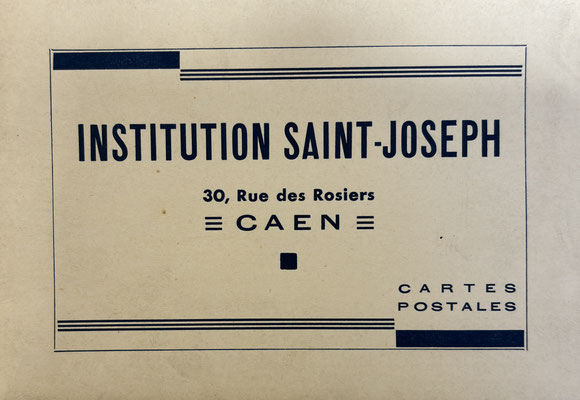 INSTITUTION SAINT-JOSEPH
30, Rue des Rosiers
CAEN
CARTES
POSTALES